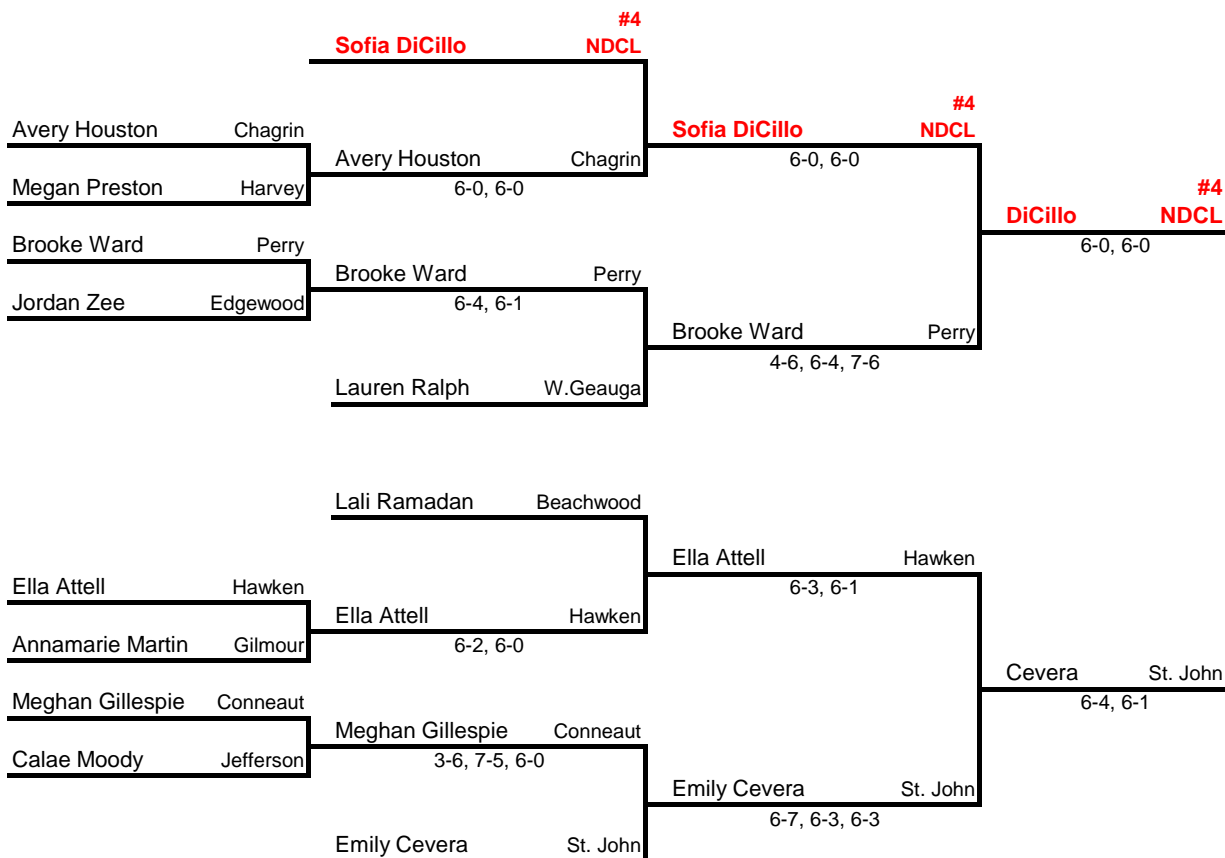 #4
Sofia DiCillo NDCL
#4
Avery Houston Chagrin Sofia DiCillo NDCL
Avery Houston Chagrin 6-0, 6-0
Megan Preston Harvey 6-0, 6-0 #4
DiCillo NDCL
Brooke Ward Perry 6-0, 6-0
Brooke Ward Perry
Jordan Zee Edgewood 6-4, 6-1
Brooke Ward Perry
4-6, 6-4, 7-6
Lauren Ralph W.Geauga
Lali Ramadan Beachwood
Ella Attell Hawken
Ella Attell Hawken 6-3, 6-1
Ella Attell Hawken
Annamarie Martin Gilmour 6-2, 6-0
Cevera St. John
Meghan Gillespie Conneaut 6-4, 6-1
Meghan Gillespie Conneaut
Calae Moody Jefferson 3-6, 7-5, 6-0
Emily Cevera St. John
6-7, 6-3, 6-3
Emily Cevera St. John